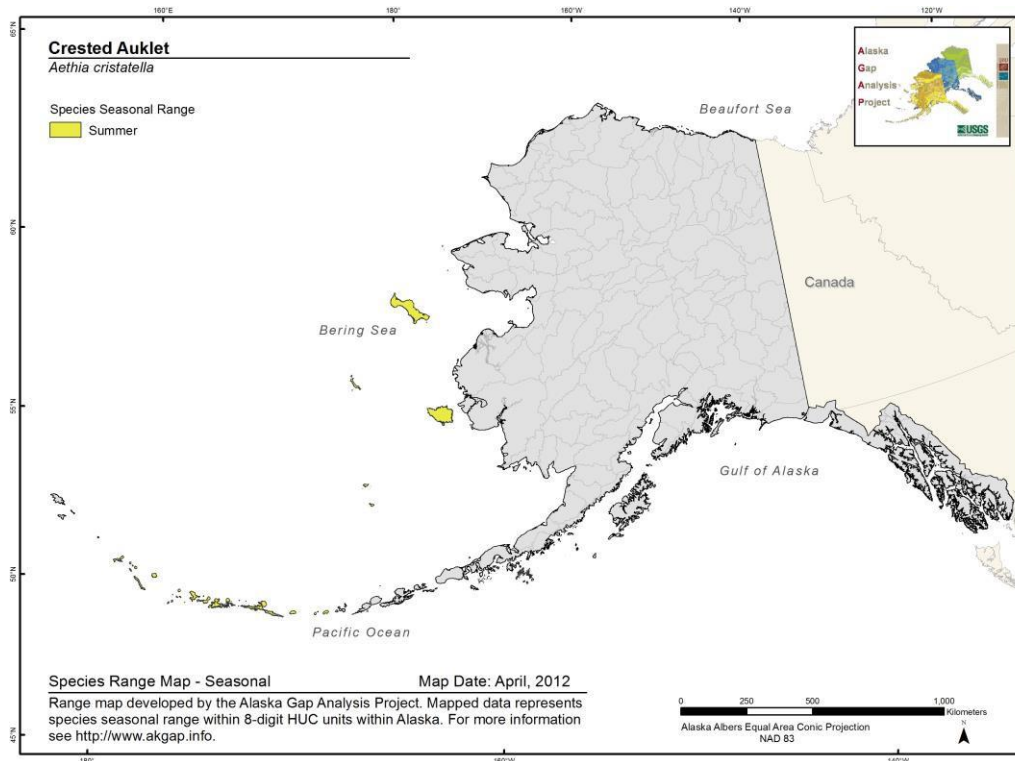 160°E 180° 160°W 140°W 120°W
65°N
60°N
55°N
50°N
45°N
Crested Auklet
Aethia cristatella
Species Seasonal Range
Summer
Alaska
Gap
Analysis
Project
USGS
Beaufort Sea
Canada
Bering Sea
Gulf of Alaska
Pacific Ocean
Species Range Map - Seasonal Map Date: April, 2012
Range map developed by the Alaska Gap Analysis Project. Mapped data represents
species seasonal range within 8-digit HUC units within Alaska. For more information
see http://www.akgap.info.
0 250 500 1,000
Kilometers
Alaska Albers Equal Area Conic Projection
NAD 83
N
180° 160°W 140°W